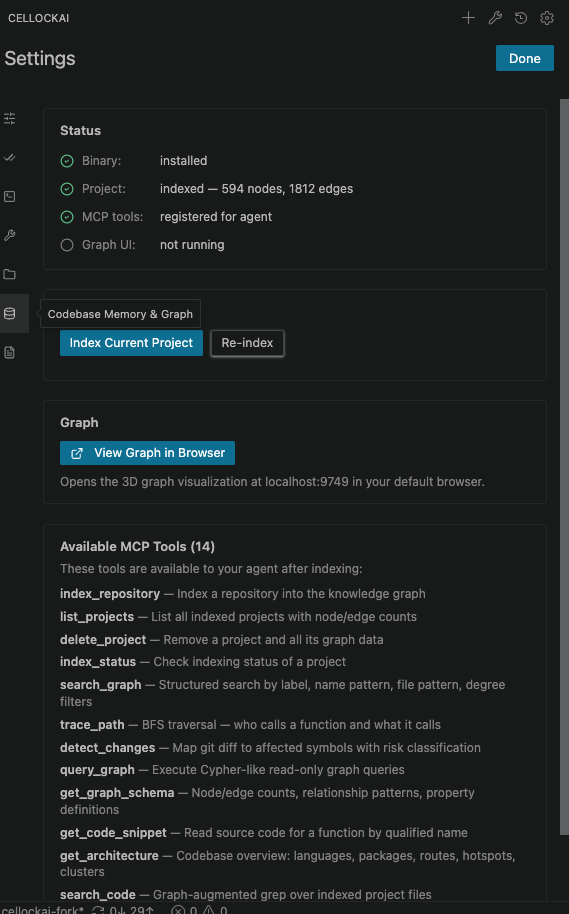 CELLOCKAI
Settings
Done
Status
Binary: installed
Project: indexed — 594 nodes, 1812 edges
MCP tools: registered for agent
Graph UI: not running
Codebase Memory & Graph
Index Current Project
Re-index
Graph
View Graph in Browser
Opens the 3D graph visualization at localhost:9749 in your default browser.
Available MCP Tools (14)
These tools are available to your agent after indexing:
index_repository — Index a repository into the knowledge graph
list_projects — List all indexed projects with node/edge counts
delete_project — Remove a project and all its graph data
index_status — Check indexing status of a project
search_graph — Structured search by label, name pattern, file pattern, degree
filters
trace_path — BFS traversal — who calls a function and what it calls
detect_changes — Map git diff to affected symbols with risk classification
query_graph — Execute Cypher-like read-only graph queries
get_graph_schema — Node/edge counts, relationship patterns, property
definitions
get_code_snippet — Read source code for a function by qualified name
get_architecture — Codebase overview: languages, packages, routes, hotspots,
clusters
search_code — Graph-augmented grep over indexed project files
cellockai-fork* 0↓ 29↑ 0 0